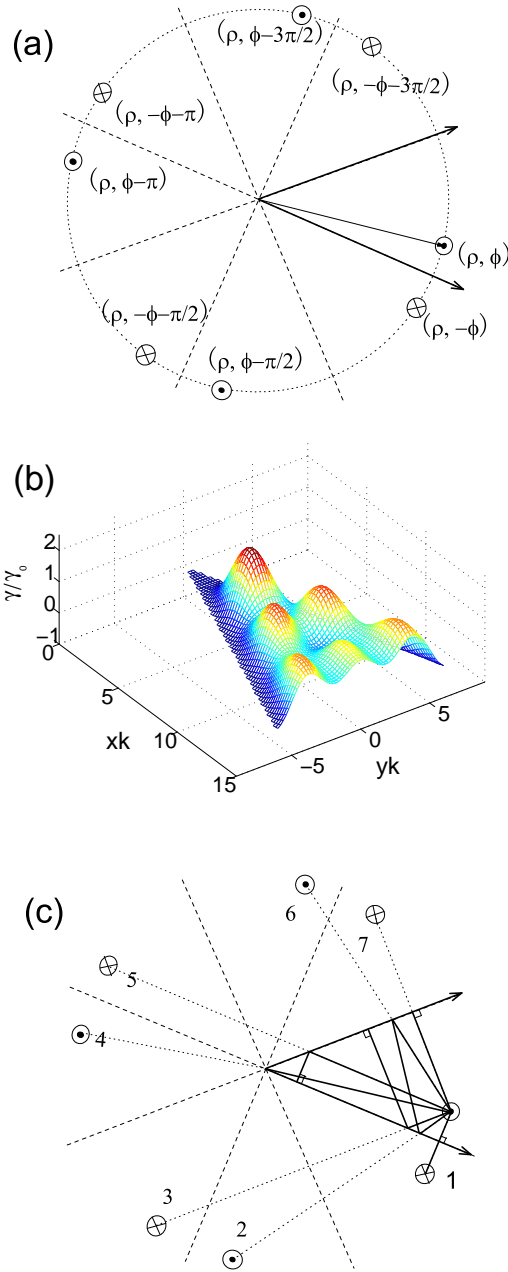 (a)
(ρ, ϕ−3π/2)
(ρ, −ϕ−3π/2)
(ρ, −ϕ−π)
(ρ, ϕ−π)
(ρ, ϕ)
(ρ, −ϕ−π/2)
(ρ, −ϕ)
(ρ, ϕ−π/2)
(b)
γ/γ₀
2
1
0
−1
0
5
10
15
xk
−5
0
5
yk
(c)
6
7
5
4
3
2
1